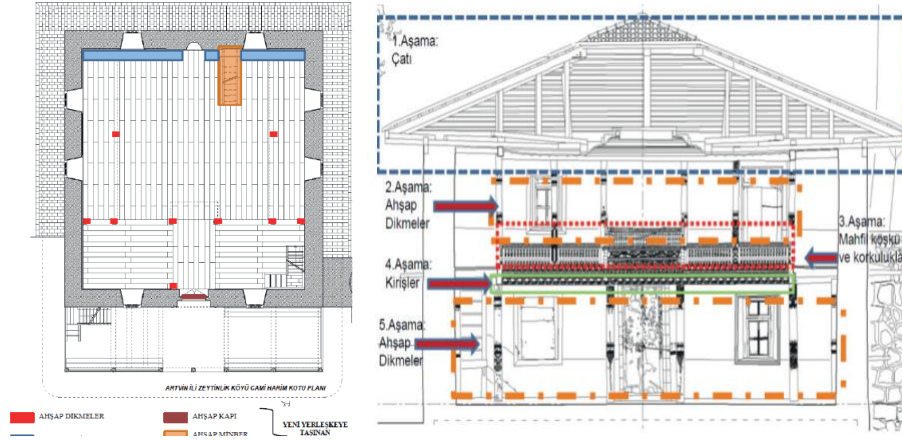 ARTVİN İLİ ZEYTİNLİK KÖYÜ CAMİ HARİM KOTU PLANI
AHŞAP DİKMELER
AHŞAP KAPI
AHŞAP MİNBER
YENİ YERLEŞKEYE
TAŞINAN
1.Aşama:
Çatı
2.Aşama:
Ahşap
Dikmeler
3.Aşama:
Mahfil köşkü
ve korkulukla
4.Aşama:
Kirişler
5.Aşama:
Ahşap
Dikmeler